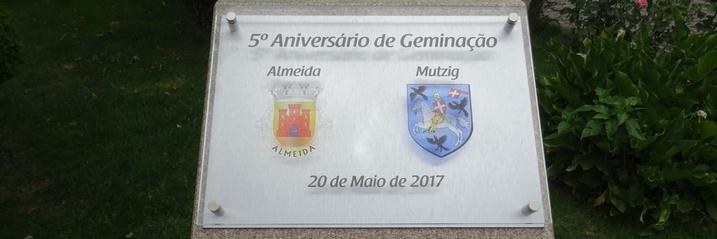 5º Aniversário de Geminação
Almeida Mutzig
ALMEIDA
20 de Maio de 2017